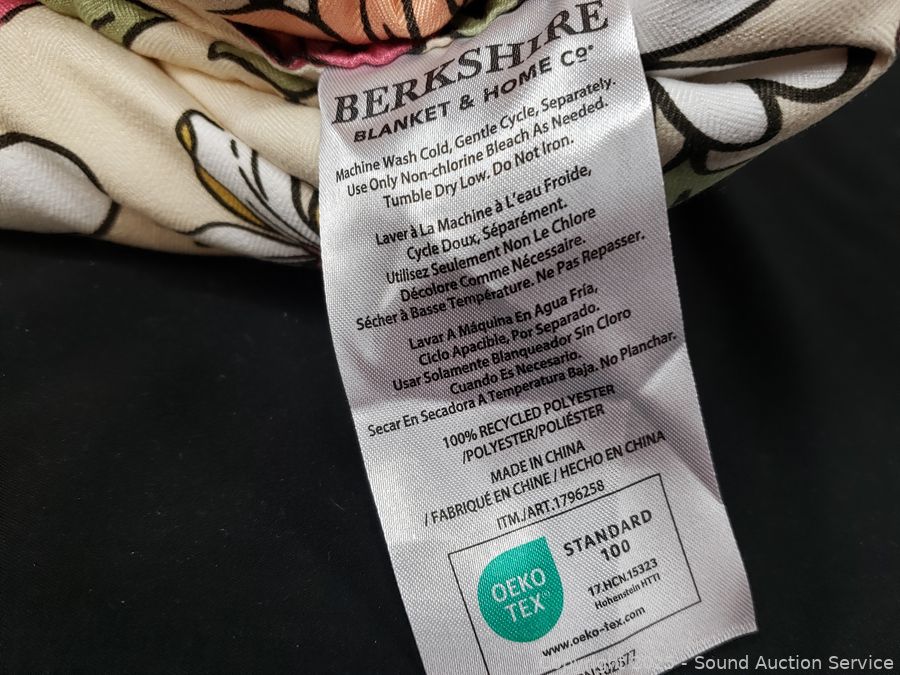 BERKSHIRE
BLANKET & HOME Co.
Machine Wash Cold, Gentle Cycle, Separately.
Use Only Non-chlorine Bleach As Needed.
Tumble Dry Low. Do Not Iron.
Laver à La Machine à L'eau Froide,
Cycle Doux, Séparément.
Utilisez Seulement Non Le Chlore
Décolore Comme Nécessaire.
Sécher à Basse Température. Ne Pas Repasser.
Lavar A Máquina En Agua Fría,
Ciclo Apacible, Por Separado.
Usar Solamente Blanqueador Sin Cloro
Cuando Es Necesario.
Secar En Secadora A Temperatura Baja. No Planchar.
100% RECYCLED POLYESTER
/POLYESTER/POLIÉSTER
MADE IN CHINA
/ FABRIQUÉ EN CHINE / HECHO EN CHINA
ITM./ART.1796258
OEKO
TEX
STANDARD
100
17.HCN.15323
Hohenstein HTTI
www.oeko-tex.com
- Sound Auction Service